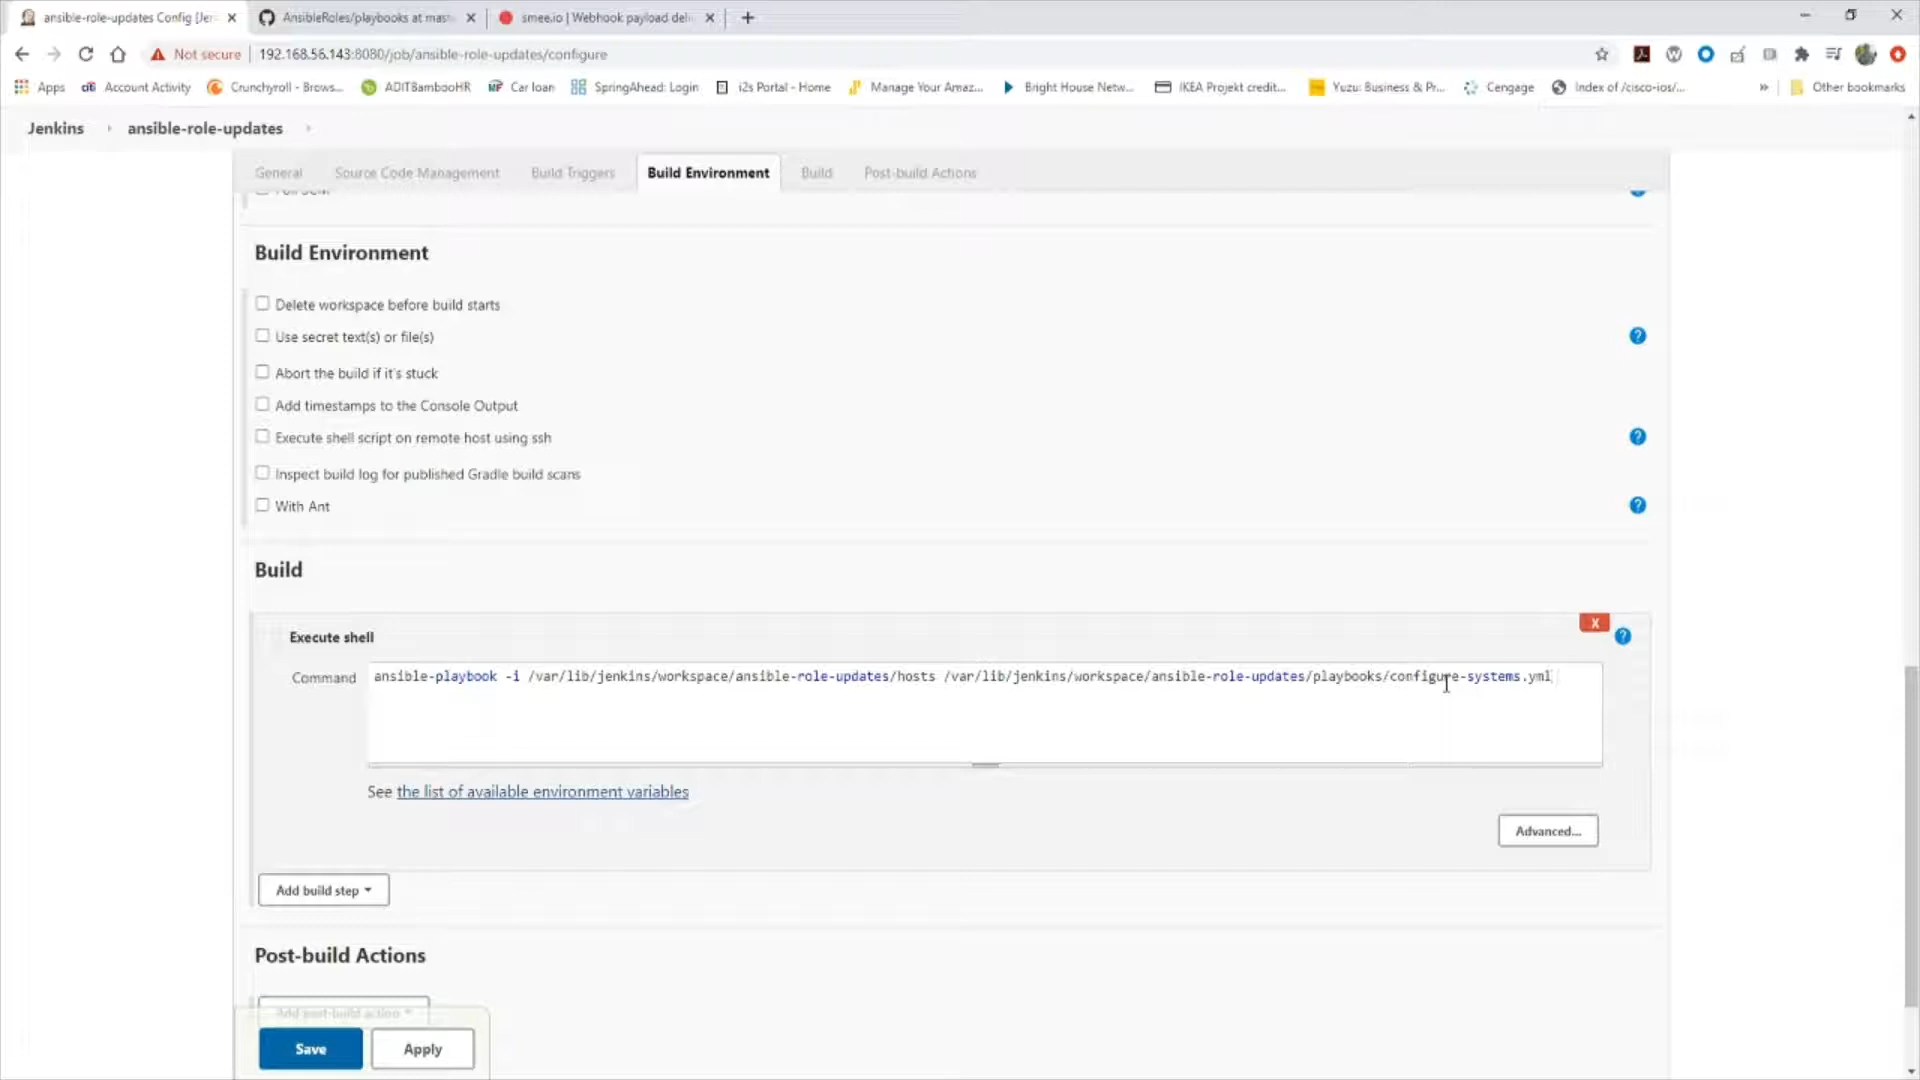 ansible-role-updates Config [Jen
AnsibleRoles/playbooks at mast
smee.io | Webhook payload deli
Not secure
192.168.56.143:8080/job/ansible-role-updates/configure
Apps
Account Activity
Crunchyroll - Brows...
ADITBambooHR
Car loan
SpringAhead: Login
i2s Portal - Home
Manage Your Amaz...
Bright House Netw...
IKEA Projekt credit...
Yuzu: Business & Pr...
Cengage
Index of /cisco-ios/...
Other bookmarks
Jenkins
ansible-role-updates
General
Source Code Management
Build Triggers
Build Environment
Build
Post-build Actions
Build Environment
Delete workspace before build starts
Use secret text(s) or file(s)
Abort the build if it's stuck
Add timestamps to the Console Output
Execute shell script on remote host using ssh
Inspect build log for published Gradle build scans
With Ant
Build
X
Execute shell
Command
ansible-playbook -i /var/lib/jenkins/workspace/ansible-role-updates/hosts /var/lib/jenkins/workspace/ansible-role-updates/playbooks/configure-systems.yml
See the list of available environment variables
Advanced...
Add build step
Post-build Actions
Add post-build action
Save
Apply